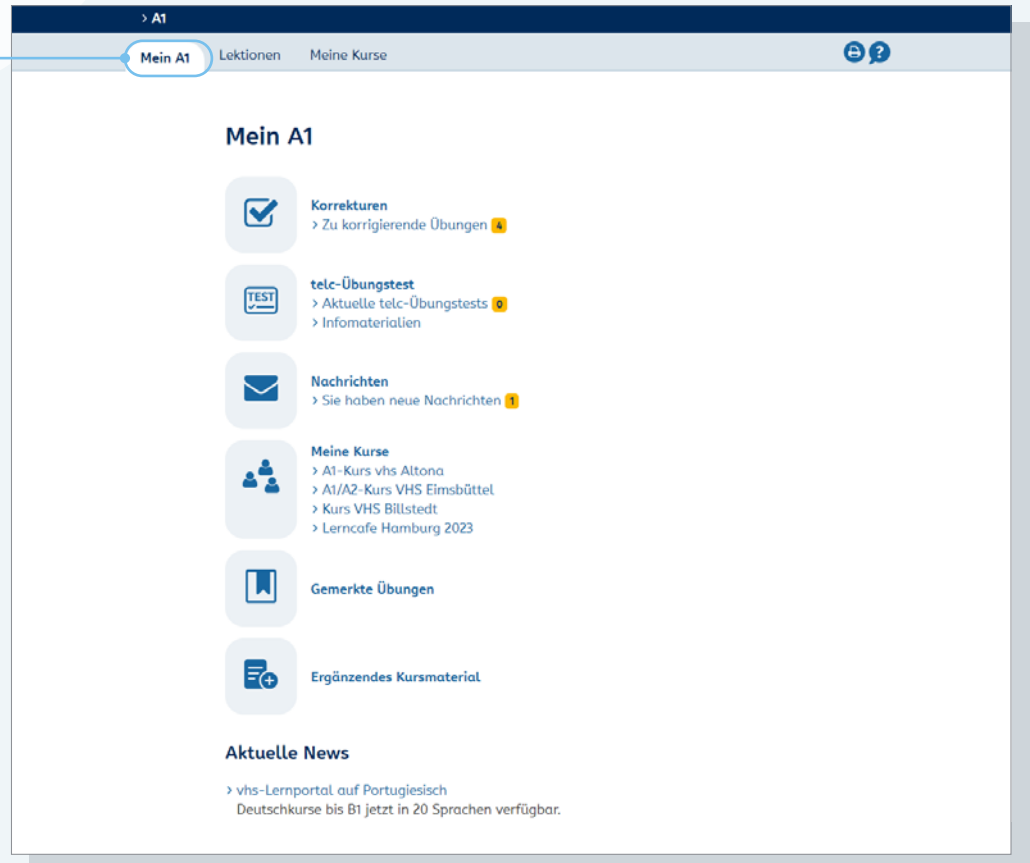 > A1
Mein A1 Lektionen Meine Kurse ?
Mein A1
Korrekturen
> Zu korrigierende Übungen 4
TEST
telc-Übungstest
> Aktuelle telc-Übungstests 0
> Infomaterialien
Nachrichten
> Sie haben neue Nachrichten 1
Meine Kurse
> A1-Kurs vhs Altona
> A1/A2-Kurs VHS Eimsbüttel
> Kurs VHS Billstedt
> Lerncafe Hamburg 2023
Gemerkte Übungen
Ergänzendes Kursmaterial
Aktuelle News
> vhs-Lernportal auf Portugiesisch
Deutschkurse bis B1 jetzt in 20 Sprachen verfügbar.